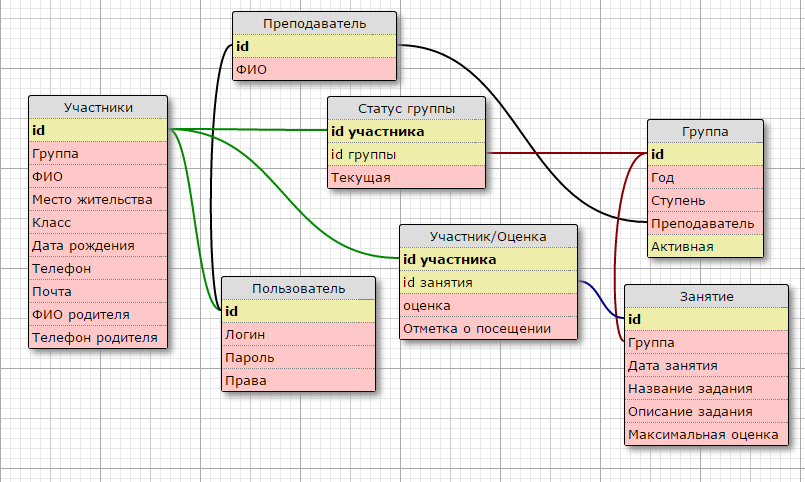 Преподаватель
id
ФИО
Участники
id
Группа
ФИО
Место жительства
Класс
Дата рождения
Телефон
Почта
ФИО родителя
Телефон родителя
Статус группы
id участника
id группы
Текущая
Группа
id
Год
Ступень
Преподаватель
Активная
Участник/Оценка
id участника
id занятия
оценка
Отметка о посещении
Пользователь
id
Логин
Пароль
Права
Занятие
id
Группа
Дата занятия
Название задания
Описание задания
Максимальная оценка